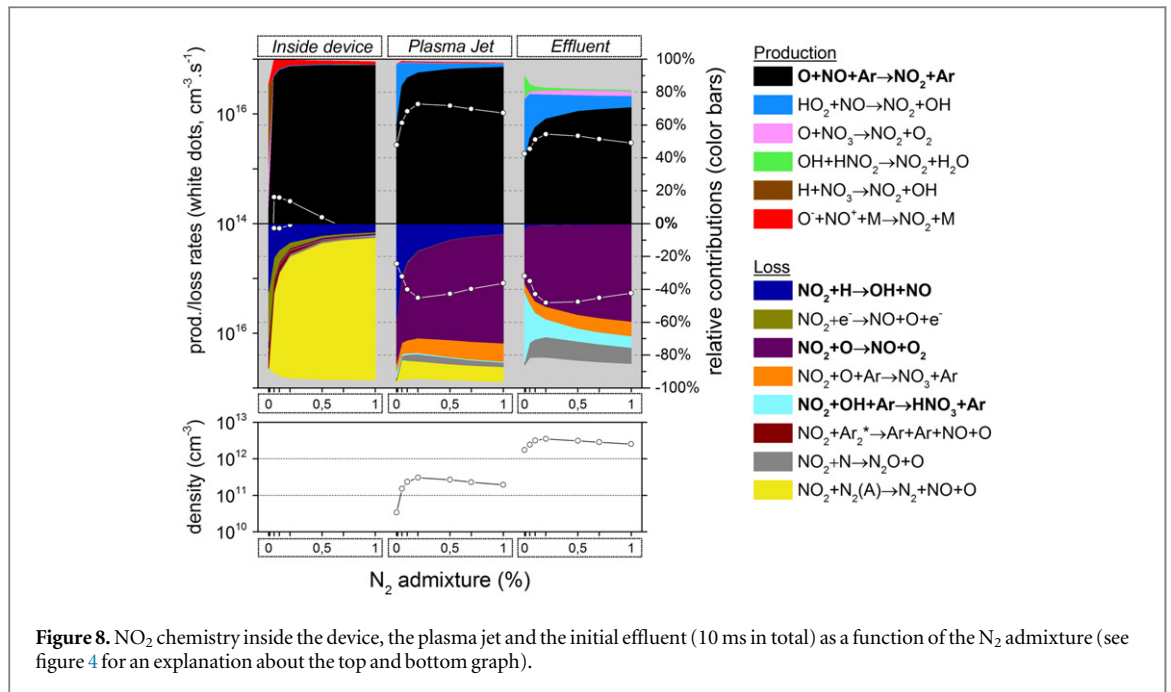 Inside device Plasma Jet Effluent
prod./loss rates (white dots, cm⁻³.s⁻¹)
10¹⁶
10¹⁴
10¹⁶
100%
80%
60%
40%
20%
0%
-20%
-40%
-60%
-80%
-100%
relative contributions (color bars)
0 0,5 1 0 0,5 1 0 0,5 1
density (cm⁻³)
10¹³
10¹²
10¹¹
10¹⁰
0 0,5 1 0 0,5 1 0 0,5 1
N₂ admixture (%)
Production
O+NO+Ar→NO₂+Ar
HO₂+NO→NO₂+OH
O+NO₃→NO₂+O₂
OH+HNO₂→NO₂+H₂O
H+NO₃→NO₂+OH
O⁻+NO⁺+M→NO₂+M
Loss
NO₂+H→OH+NO
NO₂+e⁻→NO+O+e⁻
NO₂+O→NO+O₂
NO₂+O+Ar→NO₃+Ar
NO₂+OH+Ar→HNO₃+Ar
NO₂+Ar₂*→Ar+Ar+NO+O
NO₂+N→N₂O+O
NO₂+N₂(A)→N₂+NO+O
Figure 8. NO₂ chemistry inside the device, the plasma jet and the initial effluent (10 ms in total) as a function of the N₂ admixture (see
figure 4 for an explanation about the top and bottom graph).